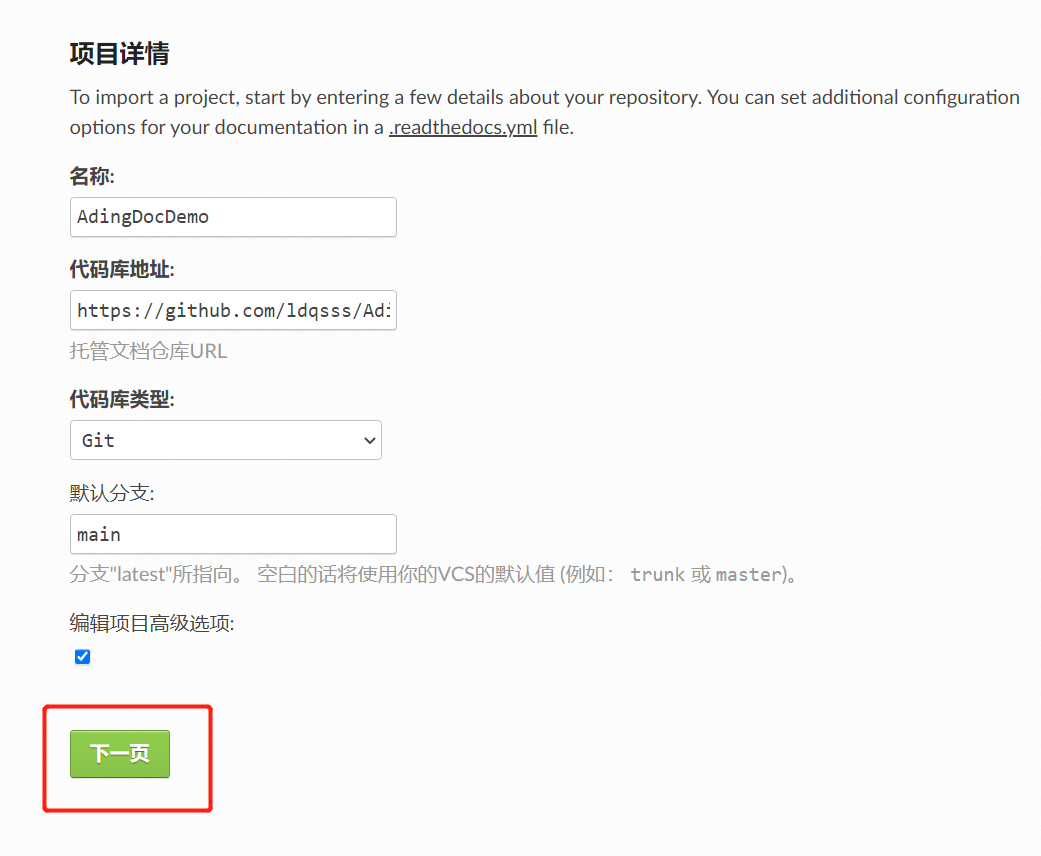 项目详情
To import a project, start by entering a few details about your repository. You can set additional configuration
options for your documentation in a .readthedocs.yml file.
名称:
AdingDocDemo
代码库地址:
https://github.com/ldqsss/Adi
托管文档仓库URL
代码库类型:
Git
默认分支:
main
分支"latest"所指向。 空白的话将使用你的VCS的默认值 (例如： trunk 或 master)。
编辑项目高级选项:
下一页